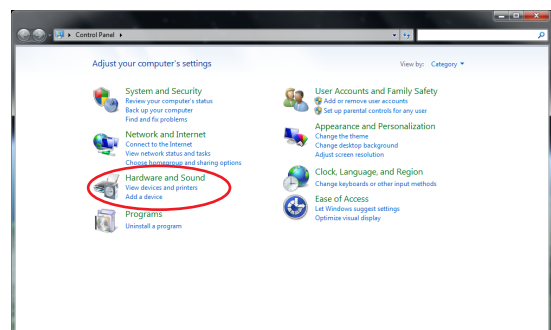 Control Panel
Adjust your computer's settings
View by: Category
System and Security
Review your computer's status
Back up your computer
Find and fix problems
Network and Internet
Connect to the Internet
View network status and tasks
Choose homegroup and sharing options
Hardware and Sound
View devices and printers
Add a device
Programs
Uninstall a program
User Accounts and Family Safety
Add or remove user accounts
Set up parental controls for any user
Appearance and Personalization
Change the theme
Change desktop background
Adjust screen resolution
Clock, Language, and Region
Change keyboards or other input methods
Ease of Access
Let Windows suggest settings
Optimize visual display